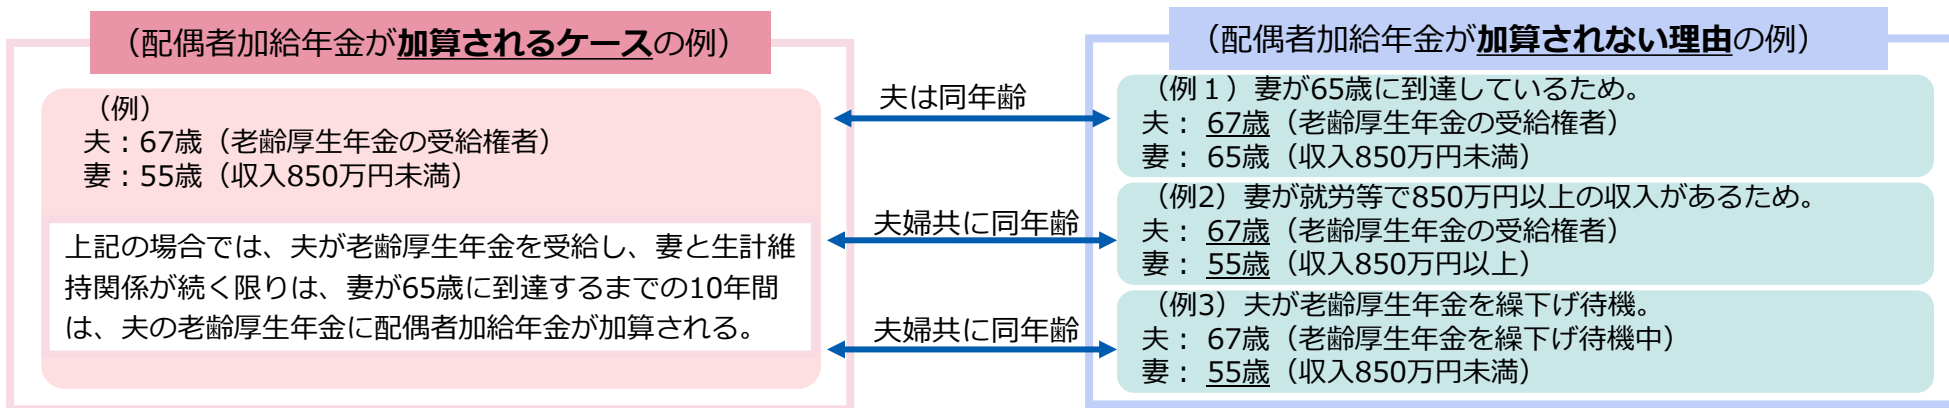 （配偶者加給年金が加算されるケースの例）
（例）
夫：67歳（老齢厚生年金の受給権者）
妻：55歳（収入850万円未満）
上記の場合では、夫が老齢厚生年金を受給し、妻と生計維
持関係が続く限りは、妻が65歳に到達するまでの10年間
は、夫の老齢厚生年金に配偶者加給年金が加算される。
夫は同年齢
夫婦共に同年齢
夫婦共に同年齢
（配偶者加給年金が加算されない理由の例）
（例１）妻が65歳に到達しているため。
夫： 67歳（老齢厚生年金の受給権者）
妻： 65歳（収入850万円未満）
（例2）妻が就労等で850万円以上の収入があるため。
夫： 67歳（老齢厚生年金の受給権者）
妻： 55歳（収入850万円以上）
（例3）夫が老齢厚生年金を繰下げ待機。
夫： 67歳（老齢厚生年金を繰下げ待機中）
妻： 55歳（収入850万円未満）